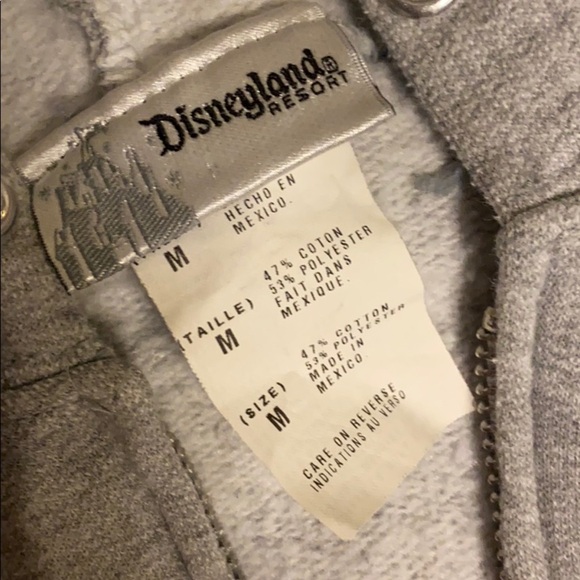 Disneyland®
RESORT
HECHO EN
MEXICO.
M
47% COTON
53% POLYESTER
FAIT DANS
MEXIQUE.
(TAILLE)
M
47% COTTON
53% POLYESTER
MADE IN
MEXICO.
(SIZE)
M
CARE ON REVERSE
INDICATIONS AU VERSO